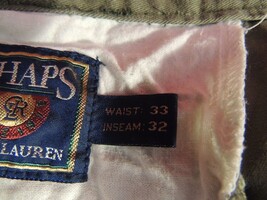 HAPS
LAUREN
WAIST: 33
INSEAM: 32